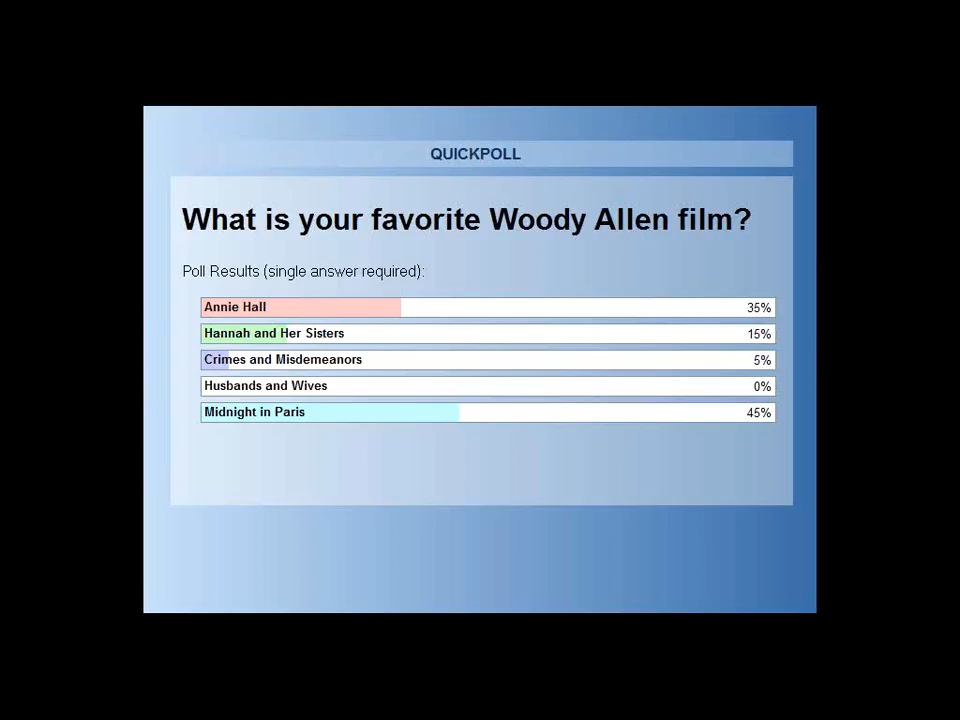 QUICKPOLL
What is your favorite Woody Allen film?
Poll Results (single answer required):
Annie Hall 35%
Hannah and Her Sisters 15%
Crimes and Misdemeanors 5%
Husbands and Wives 0%
Midnight in Paris 45%